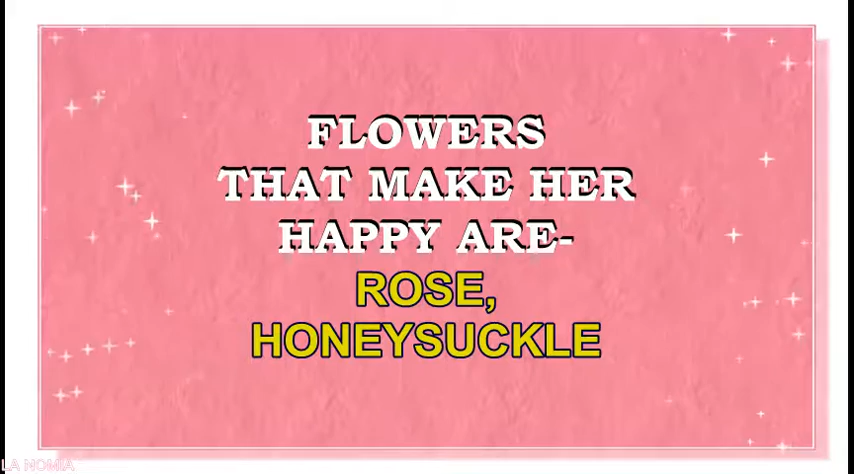 FLOWERS
THAT MAKE HER
HAPPY ARE-
ROSE,
HONEYSUCKLE
LA NOMIA